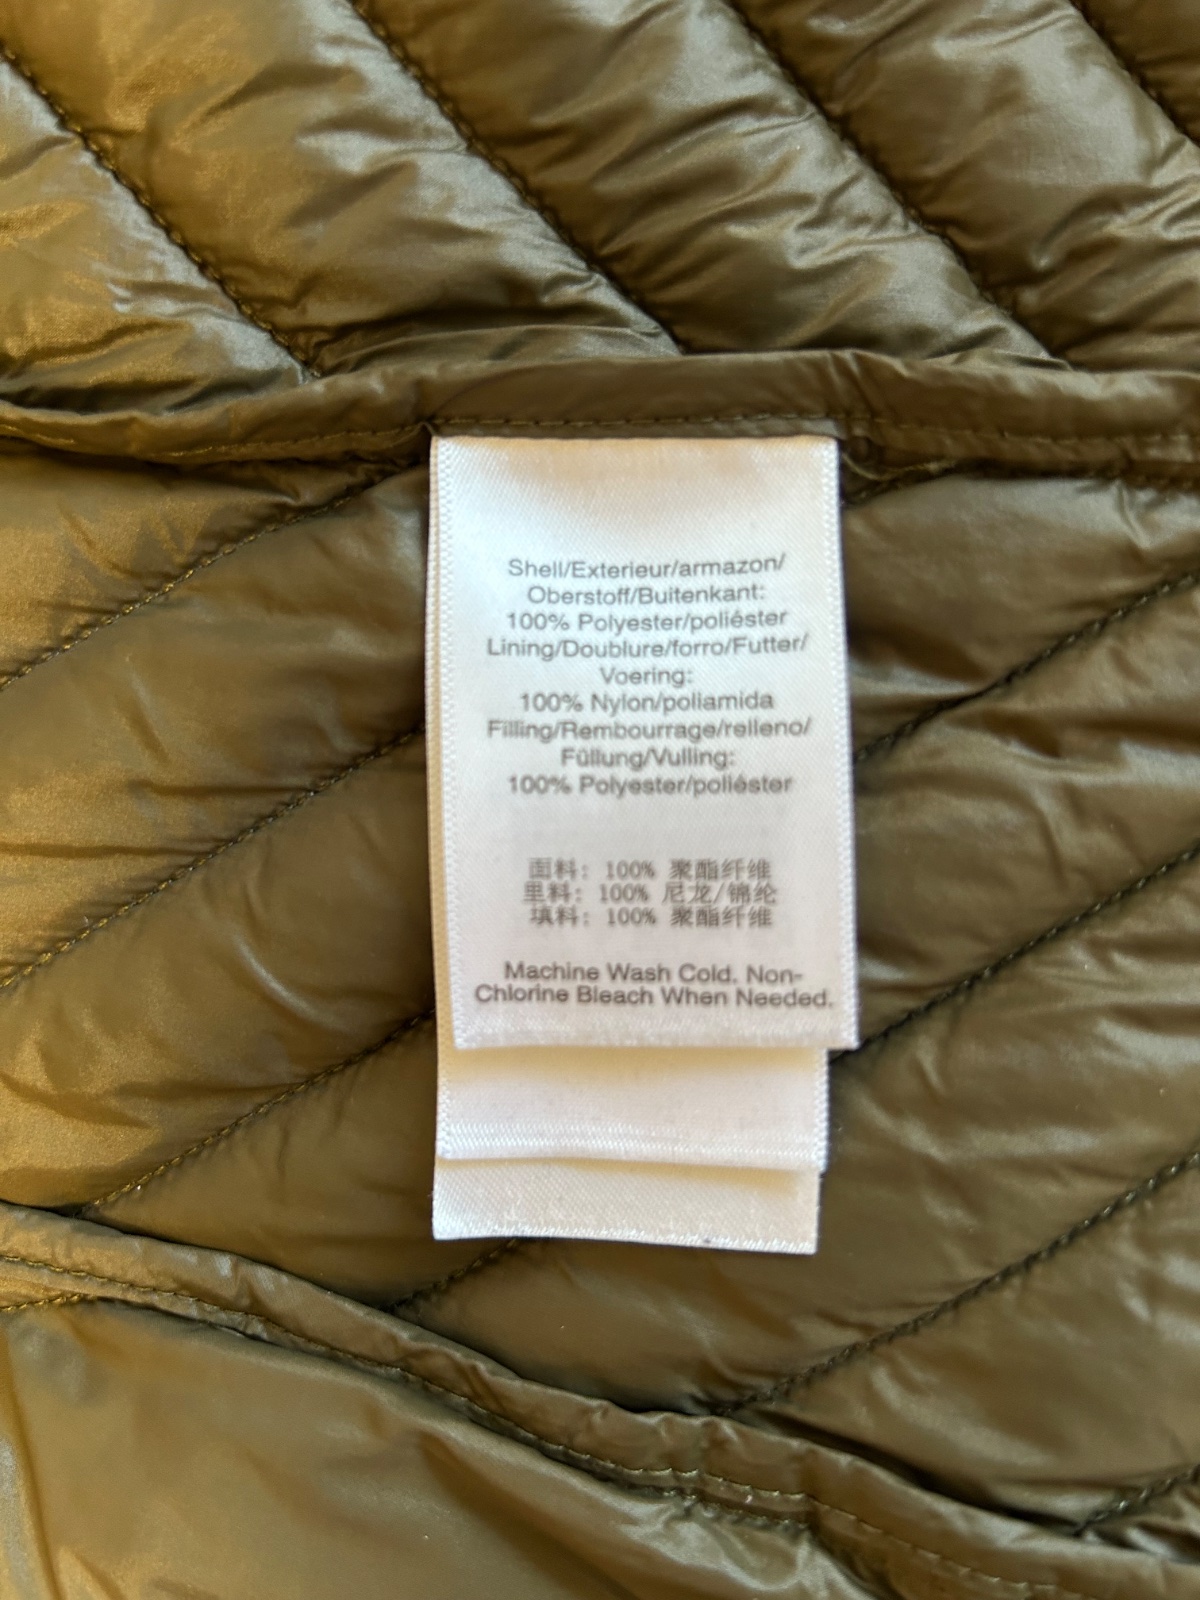 Shell/Exterieur/armazon/
Oberstoff/Buitenkant:
100% Polyester/poliéster
Lining/Doublure/forro/Futter/
Voering:
100% Nylon/poliamida
Filling/Rembourrage/relleno/
Füllung/Vulling:
100% Polyester/poliéster
面料: 100% 聚酯纤维
里料: 100% 尼龙/锦纶
填料: 100% 聚酯纤维
Machine Wash Cold. Non-
Chlorine Bleach When Needed.